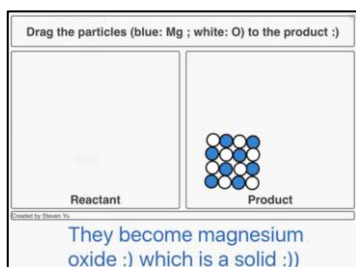 Drag the particles (blue: Mg ; white: O) to the product :)
Reactant
Product
Created by Steven Yu
They become magnesium
oxide :) which is a solid :))